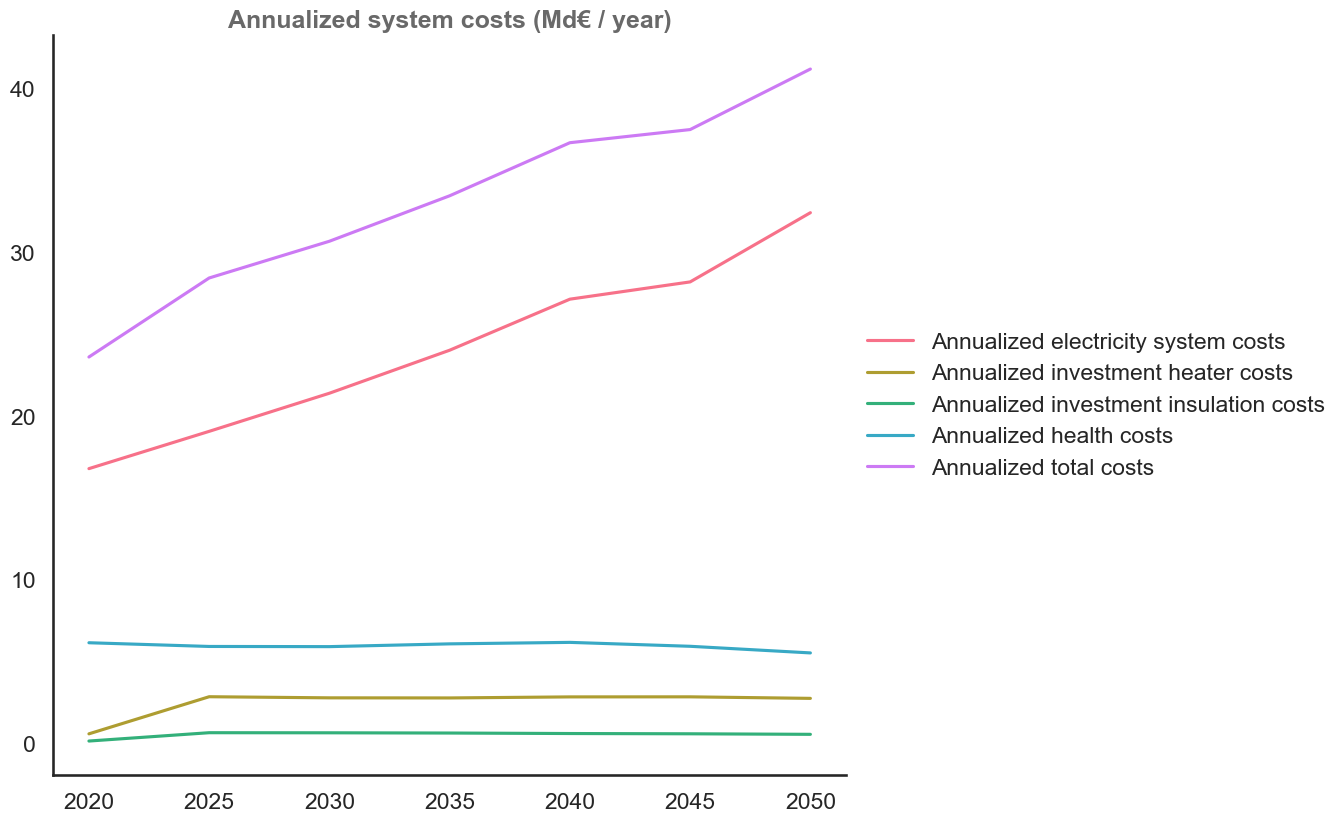 Annualized system costs (Md€ / year)
40
30
20
10
0
2020 2025 2030 2035 2040 2045 2050
Annualized electricity system costs
Annualized investment heater costs
Annualized investment insulation costs
Annualized health costs
Annualized total costs